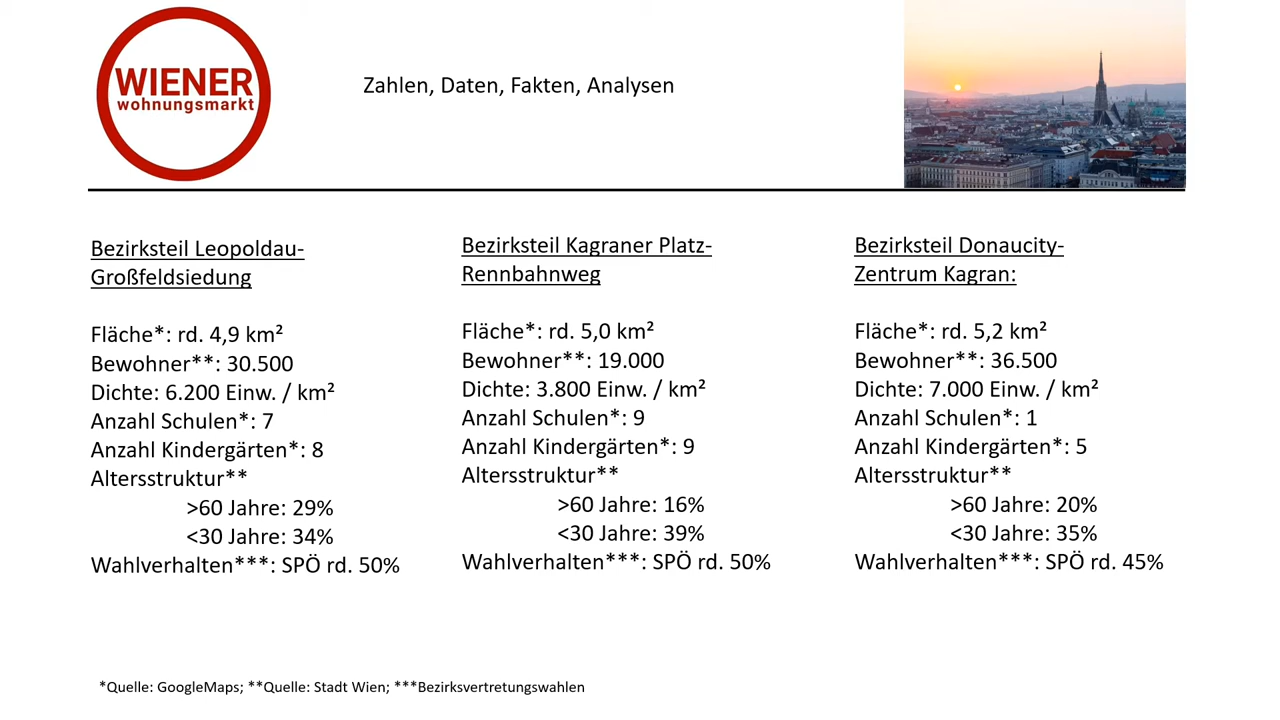 WIENER
wohnungsmarkt
Zahlen, Daten, Fakten, Analysen
Bezirksteil Leopoldau-
Großfeldsiedung
Fläche*: rd. 4,9 km²
Bewohner**: 30.500
Dichte: 6.200 Einw. / km²
Anzahl Schulen*: 7
Anzahl Kindergärten*: 8
Altersstruktur**
>60 Jahre: 29%
<30 Jahre: 34%
Wahlverhalten***: SPÖ rd. 50%
Bezirksteil Kagraner Platz-
Rennbahnweg
Fläche*: rd. 5,0 km²
Bewohner**: 19.000
Dichte: 3.800 Einw. / km²
Anzahl Schulen*: 9
Anzahl Kindergärten*: 9
Altersstruktur**
>60 Jahre: 16%
<30 Jahre: 39%
Wahlverhalten***: SPÖ rd. 50%
Bezirksteil Donaucity-
Zentrum Kagran:
Fläche*: rd. 5,2 km²
Bewohner**: 36.500
Dichte: 7.000 Einw. / km²
Anzahl Schulen*: 1
Anzahl Kindergärten*: 5
Altersstruktur**
>60 Jahre: 20%
<30 Jahre: 35%
Wahlverhalten***: SPÖ rd. 45%
*Quelle: GoogleMaps; **Quelle: Stadt Wien; ***Bezirksvertretungswahlen